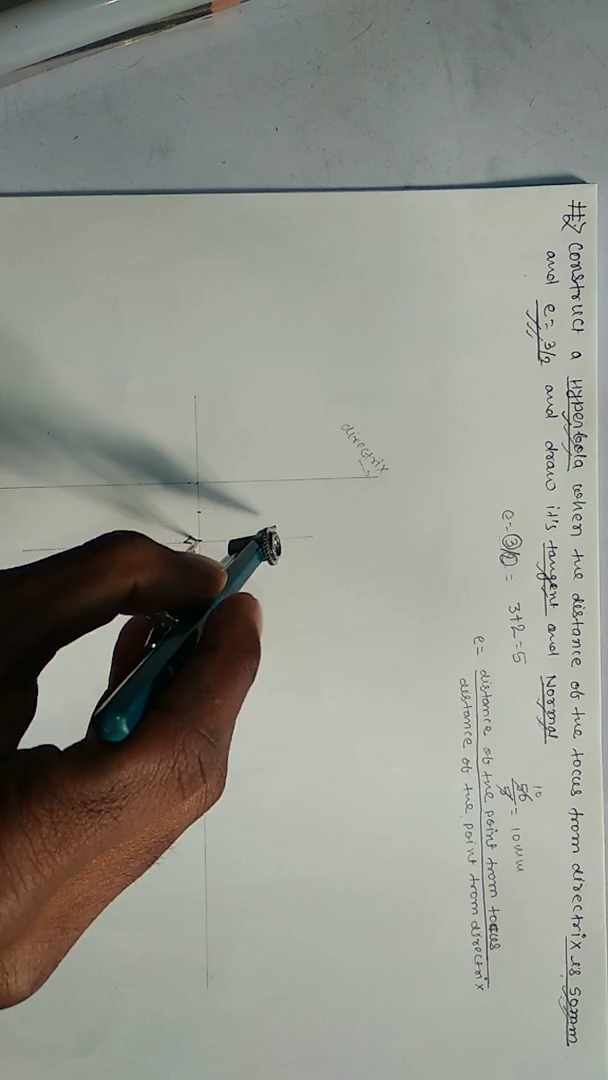 #2) Construct a Hyperbola when the distance of the focus from directrix is 50mm
and e = 3/2 and draw it's tangent and Normal
e = 3/2 = 3+2=5
10
50/5 = 10mm
e = distance of the point from focus / distance of the point from directrix
directrix